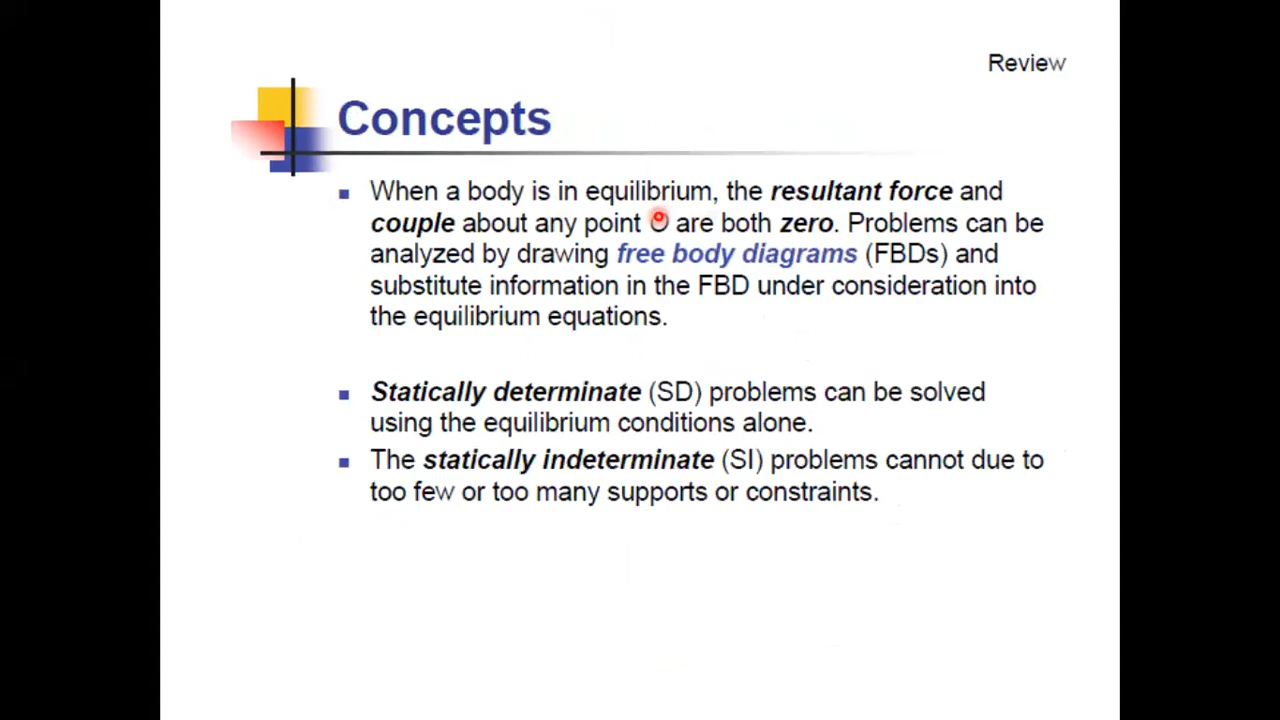 Review
Concepts
When a body is in equilibrium, the resultant force and
couple about any point O are both zero. Problems can be
analyzed by drawing free body diagrams (FBDs) and
substitute information in the FBD under consideration into
the equilibrium equations.
Statically determinate (SD) problems can be solved
using the equilibrium conditions alone.
The statically indeterminate (SI) problems cannot due to
too few or too many supports or constraints.